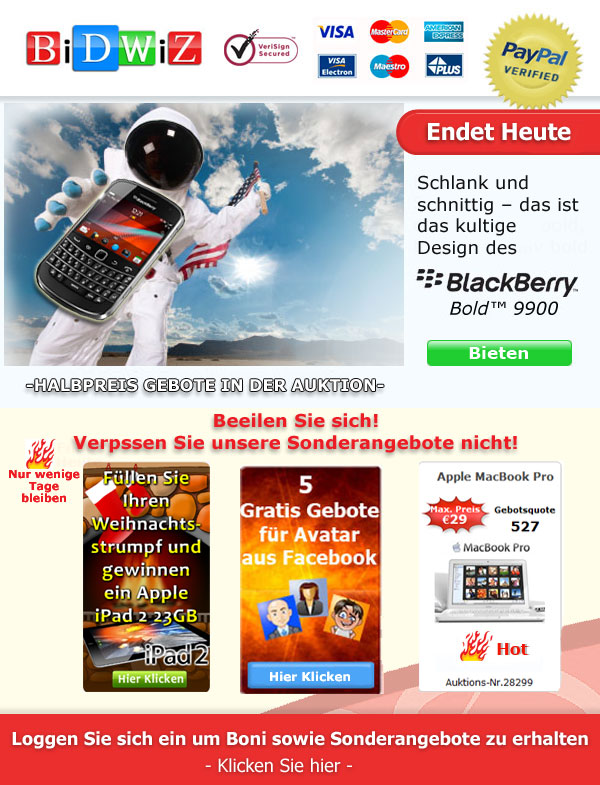 BiDWiZ
VeriSign
Secured
VISA
MasterCard
AMERICAN
EXPRESS
VISA
Electron
Maestro
PLUS
PayPal
VERIFIED
Endet Heute
Schlank und
schnittig – das ist
das kultige
Design des
BlackBerry
Bold™ 9900
Bieten
-HALBPREIS GEBOTE IN DER AUKTION-
Beeilen Sie sich!
Verpssen Sie unsere Sonderangebote nicht!
Nur wenige
Tage
bleiben
Füllen Sie
Ihren
Weihnachts-
strumpf und
gewinnen
ein Apple
iPad 2 23GB
iPad 2
Hier Klicken
5
Gratis Gebote
für Avatar
aus Facebook
Hier Klicken
Apple MacBook Pro
Max. Preis
€29
Gebotsquote
527
MacBook Pro
Hot
Auktions-Nr.28299
Loggen Sie sich ein um Boni sowie Sonderangebote zu erhalten
- Klicken Sie hier -